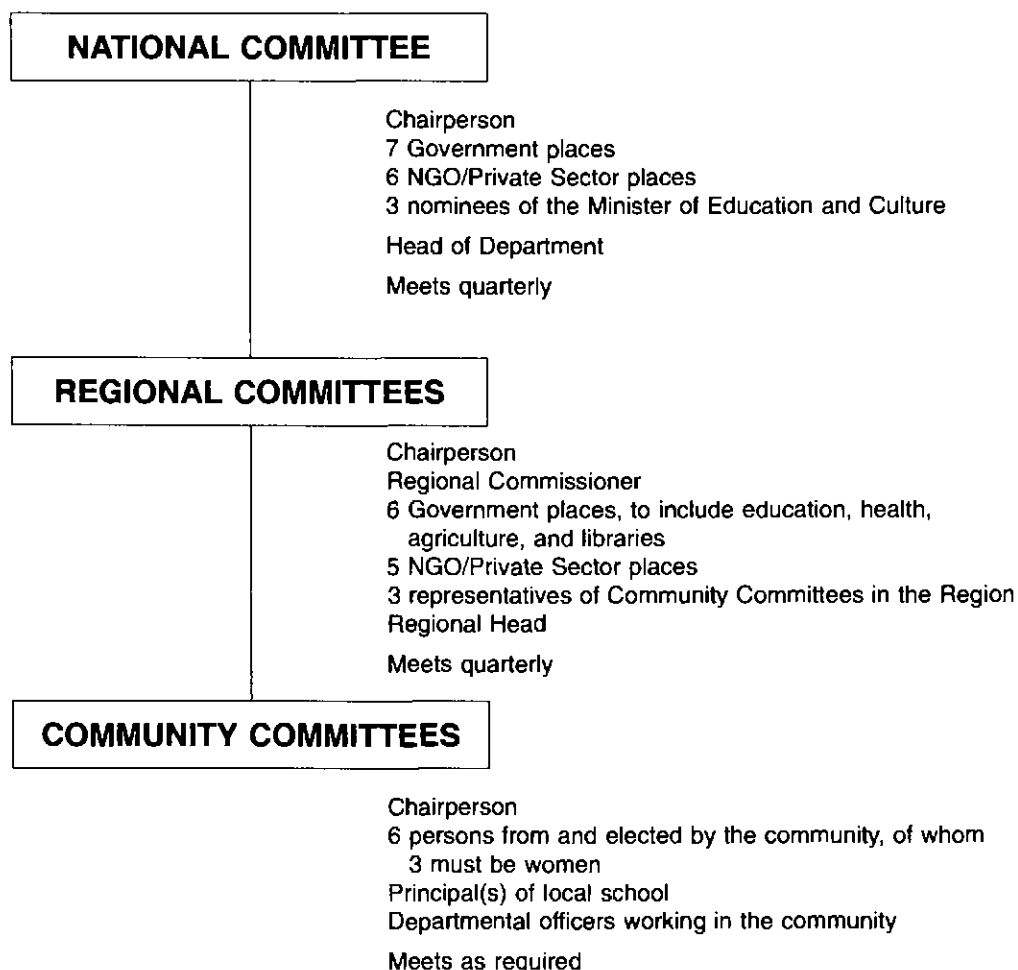 NATIONAL COMMITTEE
Chairperson
7 Government places
6 NGO/Private Sector places
3 nominees of the Minister of Education and Culture
Head of Department
Meets quarterly
REGIONAL COMMITTEES
Chairperson
Regional Commissioner
6 Government places, to include education, health,
agriculture, and libraries
5 NGO/Private Sector places
3 representatives of Community Committees in the Region
Regional Head
Meets quarterly
COMMUNITY COMMITTEES
Chairperson
6 persons from and elected by the community, of whom
3 must be women
Principal(s) of local school
Departmental officers working in the community
Meets as required